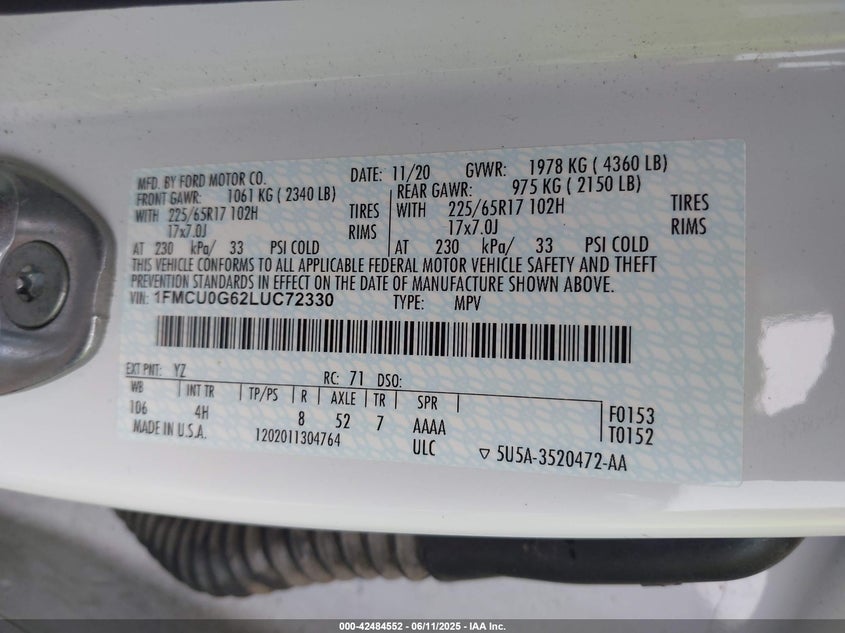 MFD. BY FORD MOTOR CO. DATE: 11/20 GVWR: 1978 KG ( 4360 LB)
FRONT GAWR: 1061 KG ( 2340 LB) REAR GAWR: 975 KG ( 2150 LB)
WITH 225/65R17 102H TIRES WITH 225/65R17 102H TIRES
17x7.0J RIMS 17x7.0J RIMS
AT 230 kPa/ 33 PSI COLD AT 230 kPa/ 33 PSI COLD
THIS VEHICLE CONFORMS TO ALL APPLICABLE FEDERAL MOTOR VEHICLE SAFETY AND THEFT
PREVENTION STANDARDS IN EFFECT ON THE DATE OF MANUFACTURE SHOWN ABOVE.
VIN: 1FMCU0G62LUC72330 TYPE: MPV
EXT PNT: YZ RC: 71 DSO:
WB INT TR TP/PS R AXLE TR SPR
106 4H 8 52 7 AAAA F0153
MADE IN U.S.A. 1202011304764 ULC T0152
▽ 5U5A-3520472-AA
000-42484552 - 06/11/2025 - IAA Inc.